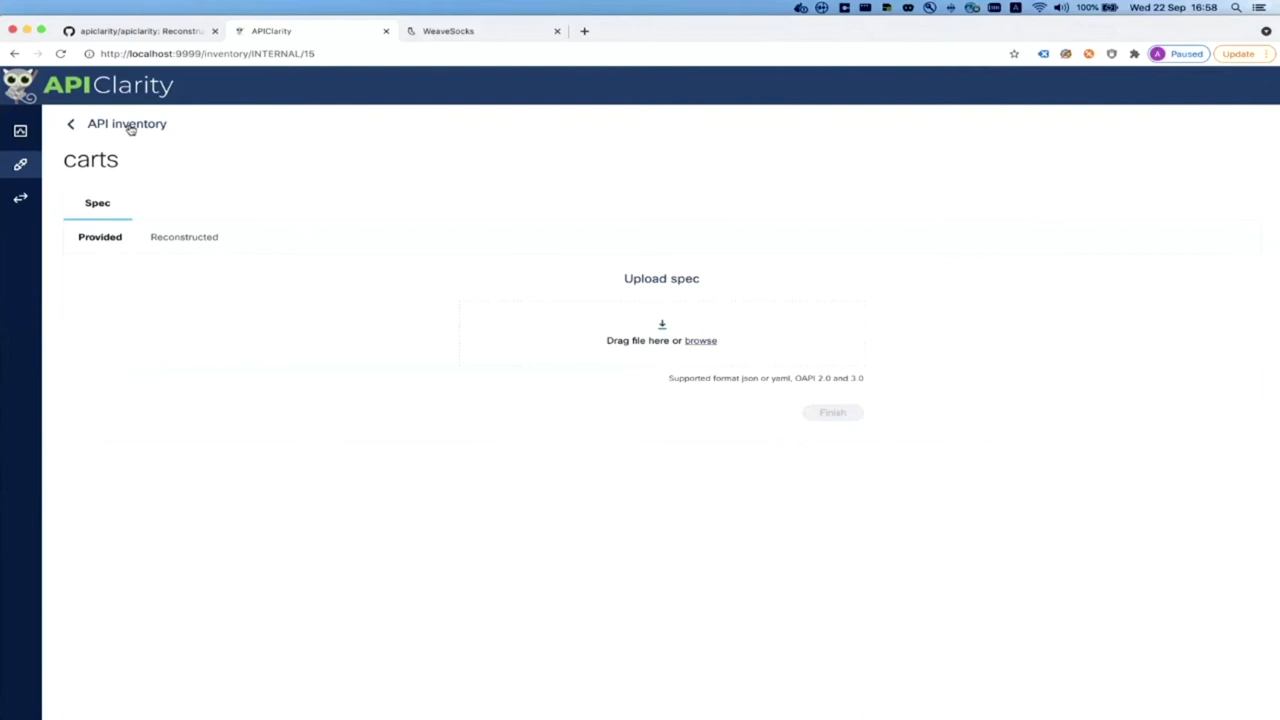 100% Wed 22 Sep 16:58
apiclarity/apiclarity: Reconstru
APIClarity
WeaveSocks
http://localhost:9999/inventory/INTERNAL/15
A Paused
Update
APIClarity
API inventory
carts
Spec
Provided
Reconstructed
Upload spec
Drag file here or browse
Supported format json or yaml, OAPI 2.0 and 3.0
Finish